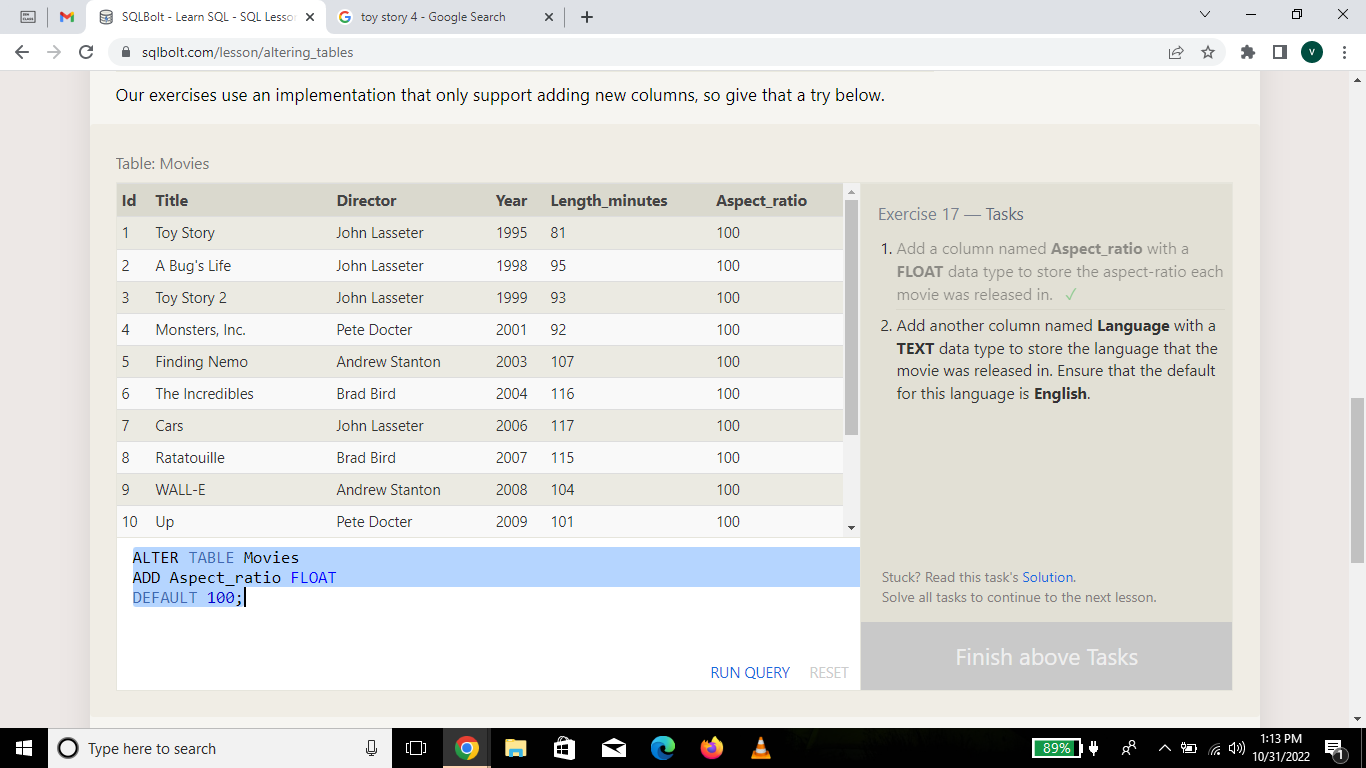 SQLBolt - Learn SQL - SQL Lesso
toy story 4 - Google Search
sqlbolt.com/lesson/altering_tables
V
Our exercises use an implementation that only support adding new columns, so give that a try below.
Table: Movies
Id Title Director Year Length_minutes Aspect_ratio
1 Toy Story John Lasseter 1995 81 100
2 A Bug's Life John Lasseter 1998 95 100
3 Toy Story 2 John Lasseter 1999 93 100
4 Monsters, Inc. Pete Docter 2001 92 100
5 Finding Nemo Andrew Stanton 2003 107 100
6 The Incredibles Brad Bird 2004 116 100
7 Cars John Lasseter 2006 117 100
8 Ratatouille Brad Bird 2007 115 100
9 WALL-E Andrew Stanton 2008 104 100
10 Up Pete Docter 2009 101 100
ALTER TABLE Movies
ADD Aspect_ratio FLOAT
DEFAULT 100;
RUN QUERY RESET
Exercise 17 — Tasks
1. Add a column named Aspect_ratio with a
FLOAT data type to store the aspect-ratio each
movie was released in. ✓
2. Add another column named Language with a
TEXT data type to store the language that the
movie was released in. Ensure that the default
for this language is English.
Stuck? Read this task's Solution.
Solve all tasks to continue to the next lesson.
Finish above Tasks
Type here to search
89%
1:13 PM
10/31/2022
1